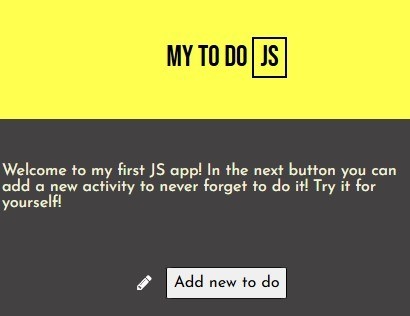 MY TO DO JS
Welcome to my first JS app! In the next button you can
add a new activity to never forget to do it! Try it for
yourself!
Add new to do